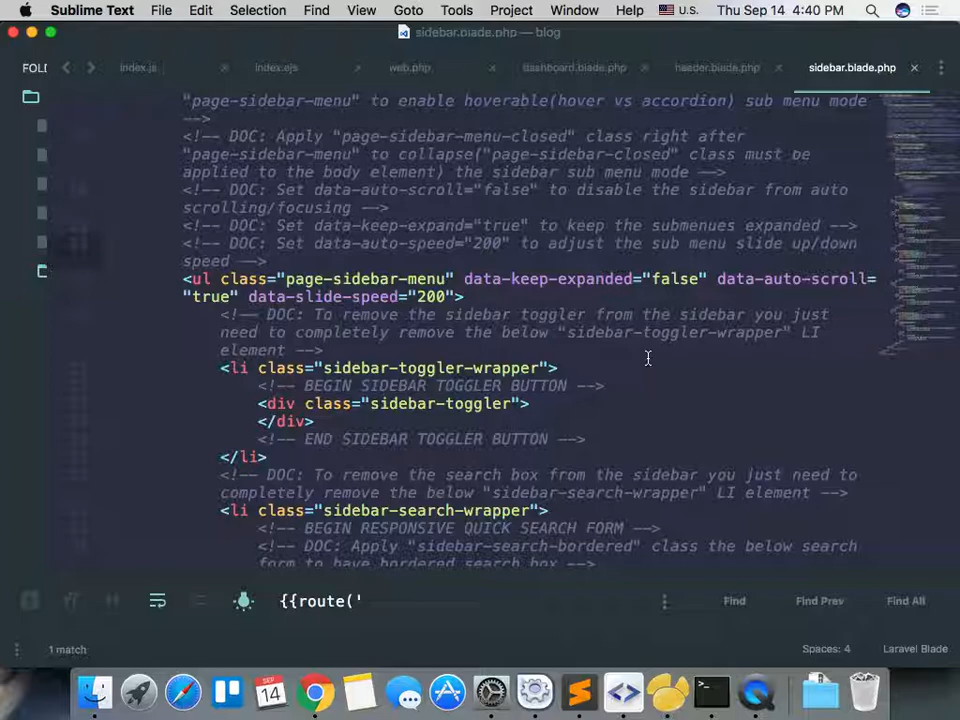 Sublime Text File Edit Selection Find View Goto Tools Project Window Help U.S. Thu Sep 14 4:40 PM
sidebar.blade.php — blog
FOLD
index.js index.ejs web.php dashboard.blade.php haeder.blade.php sidebar.blade.php
"page-sidebar-menu" to enable hoverable(hover vs accordion) sub menu mode
-->
<!-- DOC: Apply "page-sidebar-menu-closed" class right after
"page-sidebar-menu" to collapse("page-sidebar-closed" class must be
applied to the body element) the sidebar sub menu mode -->
<!-- DOC: Set data-auto-scroll="false" to disable the sidebar from auto
scrolling/focusing -->
<!-- DOC: Set data-keep-expand="true" to keep the submenues expanded -->
<!-- DOC: Set data-auto-speed="200" to adjust the sub menu slide up/down
speed -->
<ul class="page-sidebar-menu" data-keep-expanded="false" data-auto-scroll=
"true" data-slide-speed="200">
<!-- DOC: To remove the sidebar toggler from the sidebar you just
need to completely remove the below "sidebar-toggler-wrapper" LI
element -->
<li class="sidebar-toggler-wrapper">
<!-- BEGIN SIDEBAR TOGGLER BUTTON -->
<div class="sidebar-toggler">
</div>
<!-- END SIDEBAR TOGGLER BUTTON -->
</li>
<!-- DOC: To remove the search box from the sidebar you just need to
completely remove the below "sidebar-search-wrapper" LI element -->
<li class="sidebar-search-wrapper">
<!-- BEGIN RESPONSIVE QUICK SEARCH FORM -->
<!-- DOC: Apply "sidebar-search-bordered" class the below search
form to have bordered search box -->
{{route(' Find Find Prev Find All
1 match Spaces: 4 Laravel Blade
SEP
14